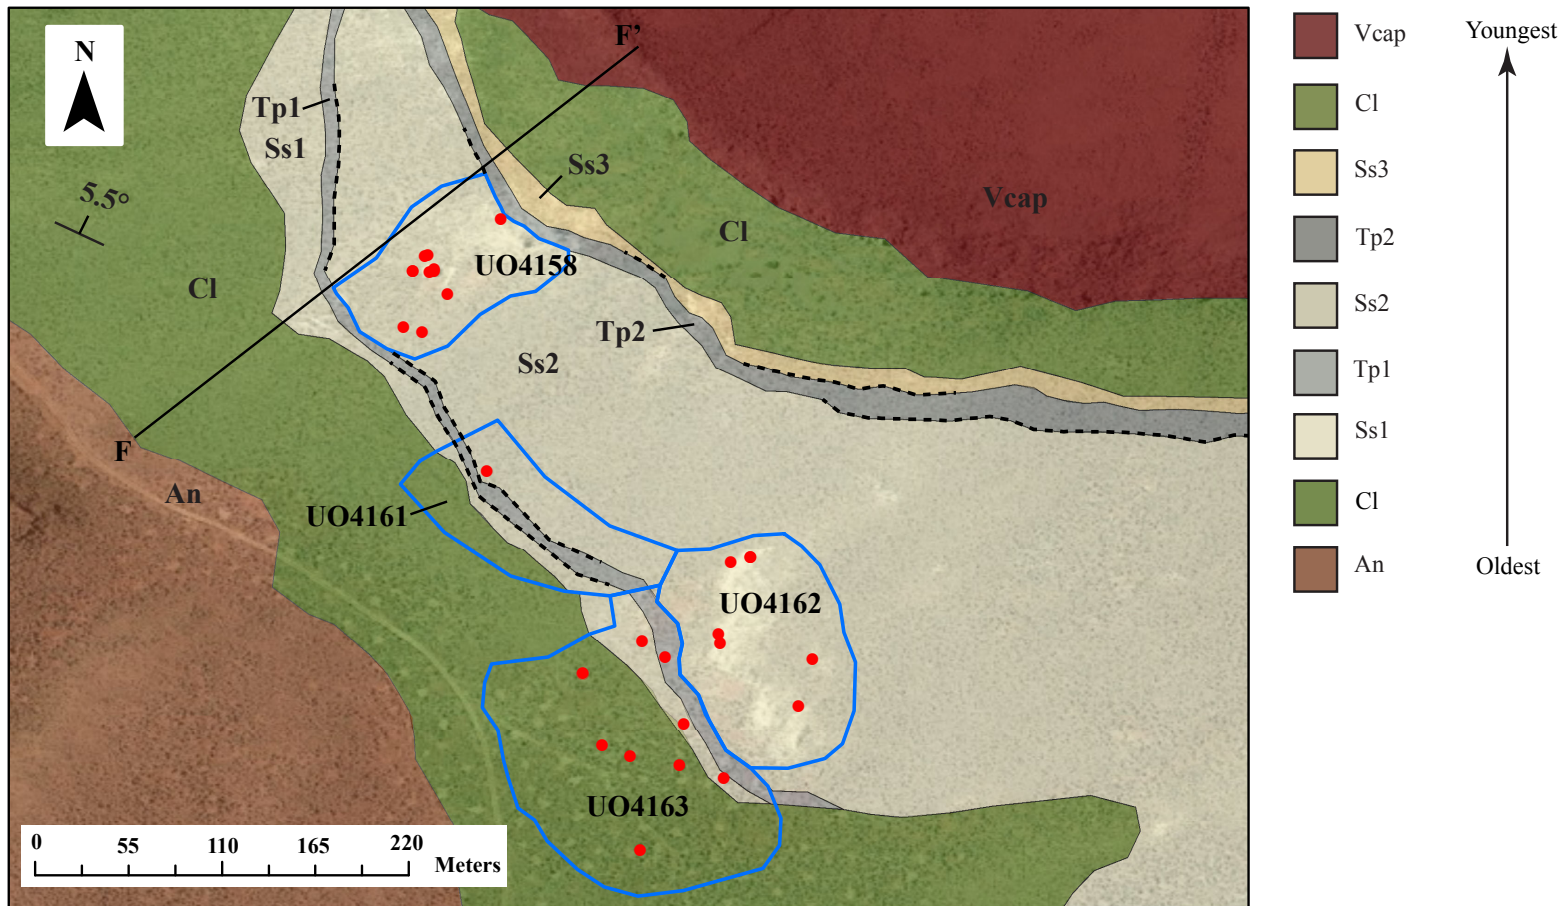 N
F’
Tp1
Ss1
Ss3
5.5°
Vcap
Cl
UO4158
Cl
Tp2
Ss2
F
An
UO4161
UO4162
UO4163
0 55 110 165 220
Meters
Vcap
Cl
Ss3
Tp2
Ss2
Tp1
Ss1
Cl
An
Youngest
Oldest